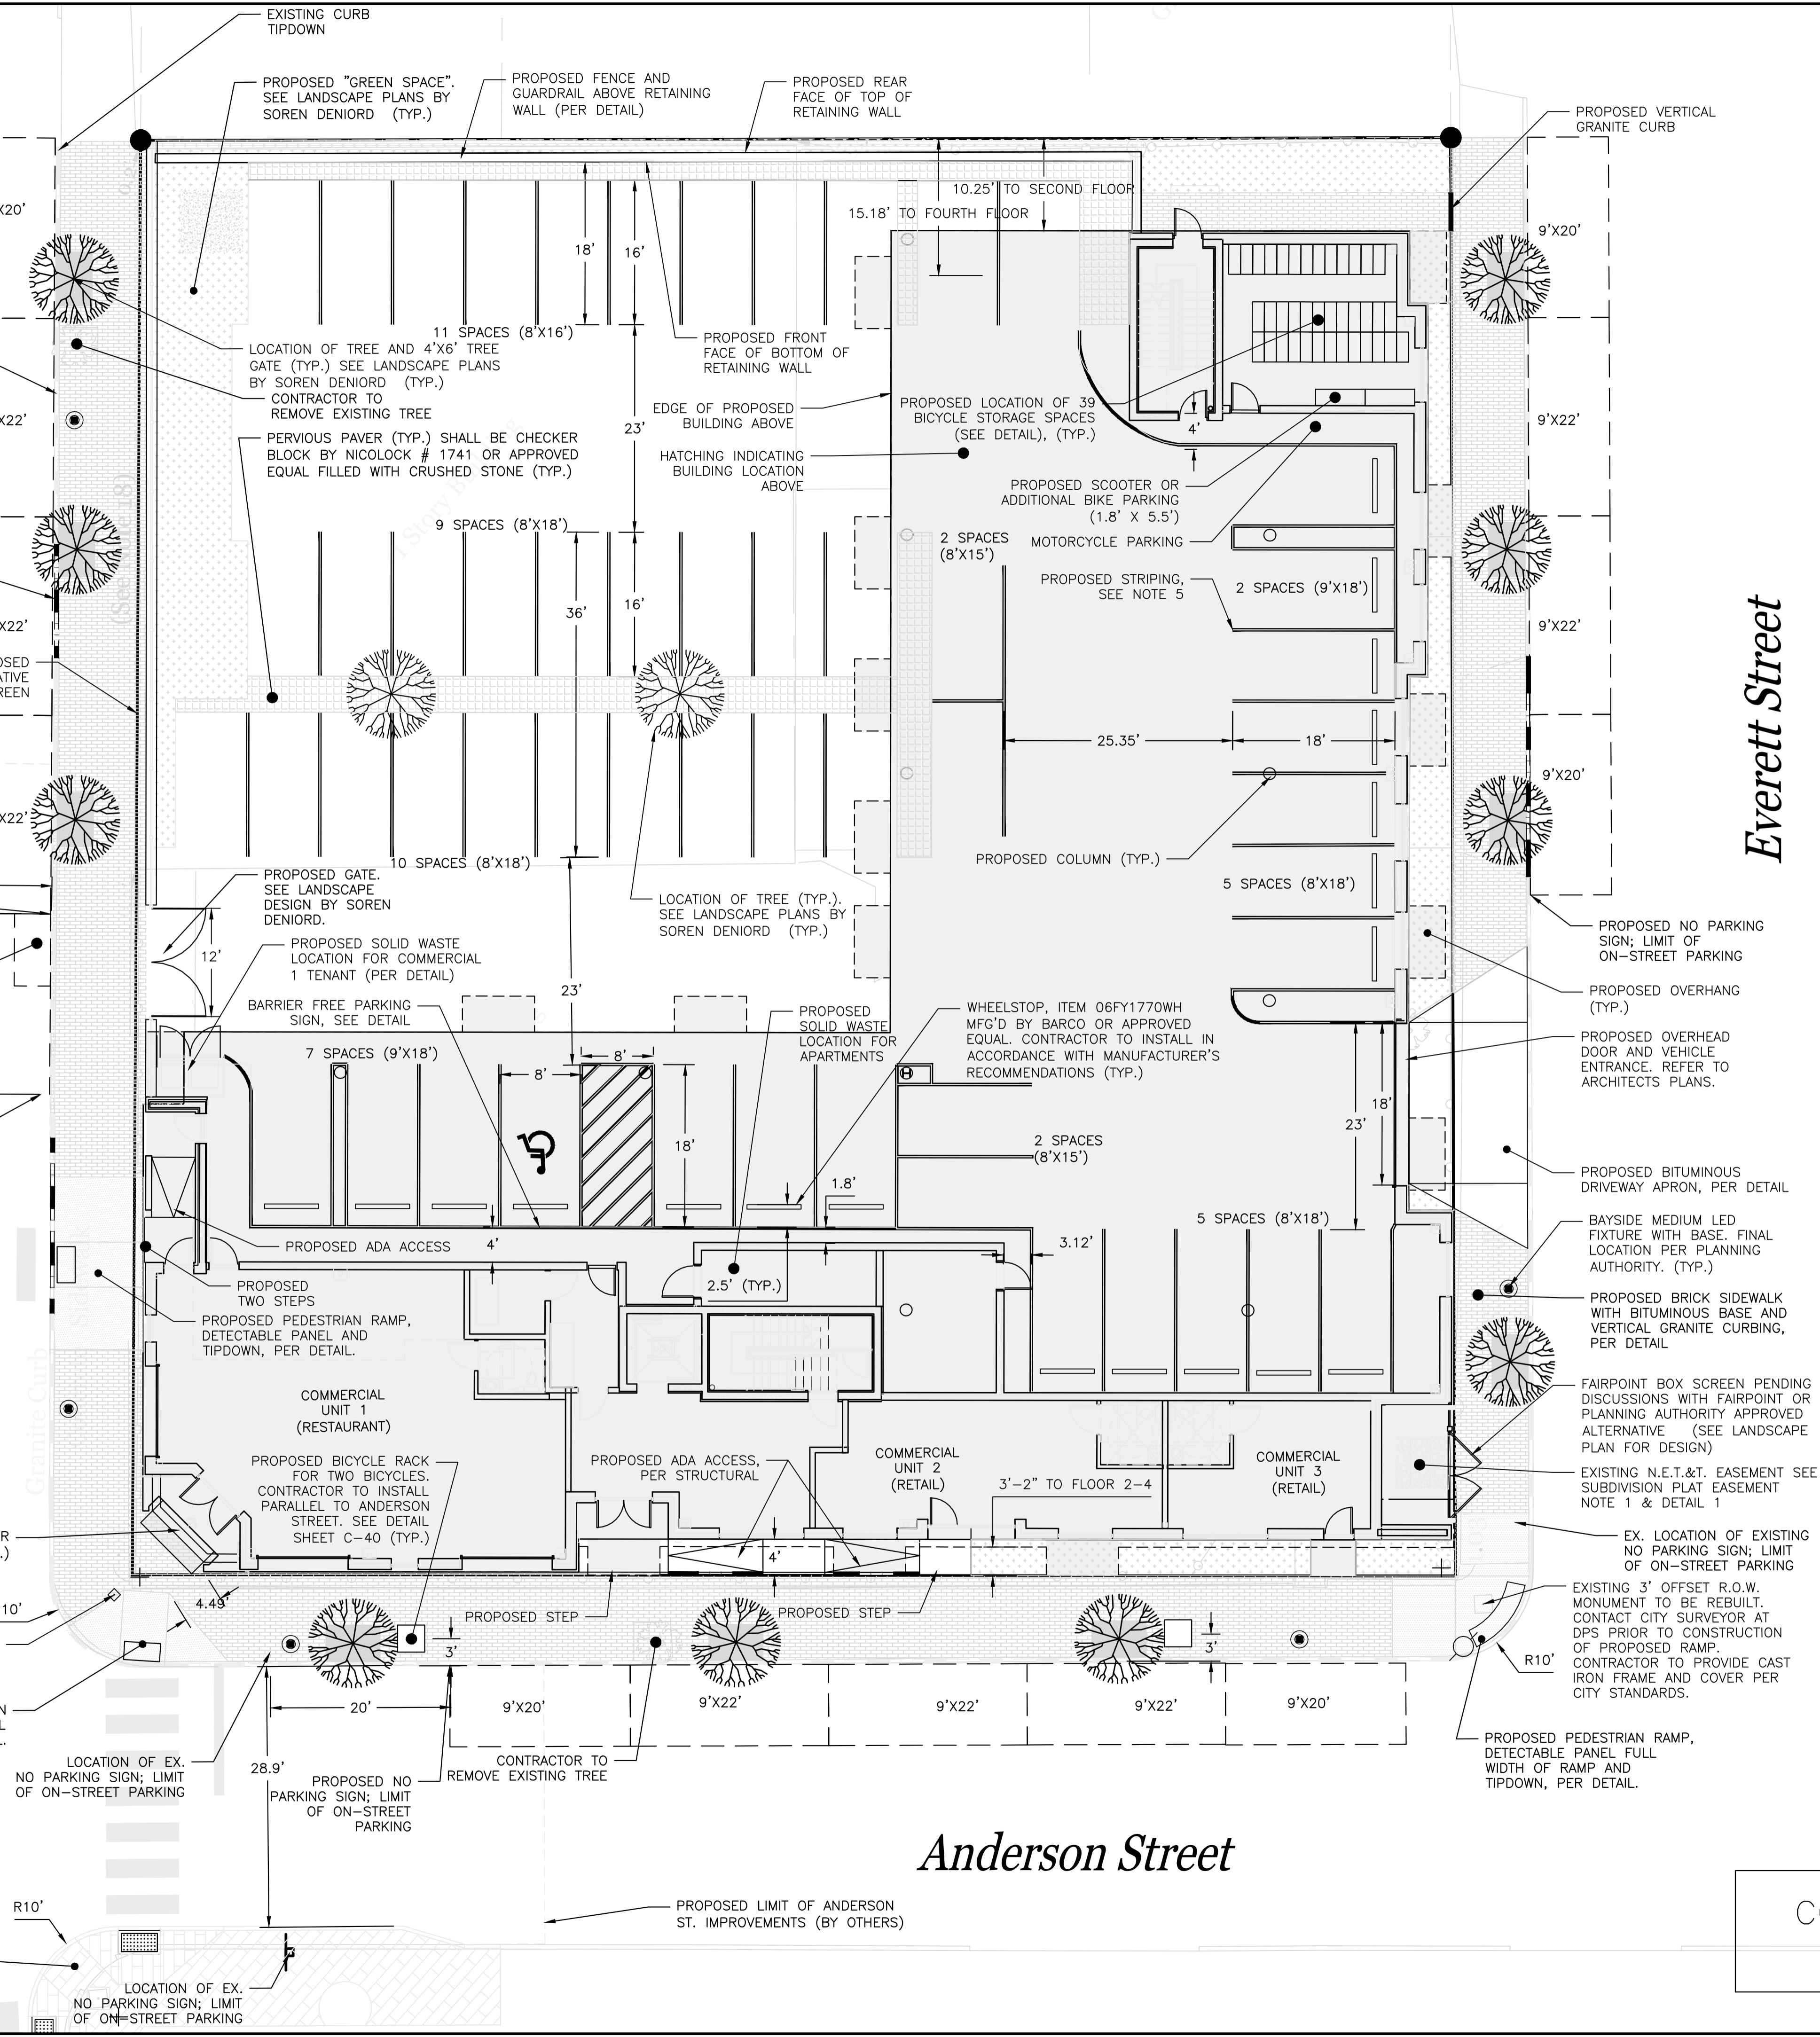 EXISTING CURB
TIPDOWN
PROPOSED "GREEN SPACE".
SEE LANDSCAPE PLANS BY
SOREN DENIORD (TYP.)
PROPOSED FENCE AND
GUARDRAIL ABOVE RETAINING
WALL (PER DETAIL)
PROPOSED REAR
FACE OF TOP OF
RETAINING WALL
PROPOSED VERTICAL
GRANITE CURB
10.25' TO SECOND FLOOR
15.18' TO FOURTH FLOOR
X20'
9'X20'
18'
16'
11 SPACES (8'X16')
LOCATION OF TREE AND 4'X6' TREE
GATE (TYP.) SEE LANDSCAPE PLANS
BY SOREN DENIORD (TYP.)
CONTRACTOR TO
REMOVE EXISTING TREE
PROPOSED FRONT
FACE OF BOTTOM OF
RETAINING WALL
EDGE OF PROPOSED
BUILDING ABOVE
23'
PROPOSED LOCATION OF 39
BICYCLE STORAGE SPACES
(SEE DETAIL), (TYP.)
4'
X22'
9'X22'
PERVIOUS PAVER (TYP.) SHALL BE CHECKER
BLOCK BY NICOLOCK # 1741 OR APPROVED
EQUAL FILLED WITH CRUSHED STONE (TYP.)
HATCHING INDICATING
BUILDING LOCATION
ABOVE
PROPOSED SCOOTER OR
ADDITIONAL BIKE PARKING
(1.8' X 5.5')
MOTORCYCLE PARKING
9 SPACES (8'X18')
2 SPACES
(8'X15')
PROPOSED STRIPING,
SEE NOTE 5
2 SPACES (9'X18')
36'
16'
X22'
9'X22'
OSED
ATIVE
REEN
Everett Street
25.35'
18'
9'X20'
X22'
10 SPACES (8'X18')
PROPOSED COLUMN (TYP.)
5 SPACES (8'X18')
PROPOSED GATE.
SEE LANDSCAPE
DESIGN BY SOREN
DENIORD.
LOCATION OF TREE (TYP.).
SEE LANDSCAPE PLANS BY
SOREN DENIORD (TYP.)
PROPOSED NO PARKING
SIGN; LIMIT OF
ON-STREET PARKING
12'
PROPOSED SOLID WASTE
LOCATION FOR COMMERCIAL
1 TENANT (PER DETAIL)
23'
PROPOSED OVERHANG
(TYP.)
BARRIER FREE PARKING
SIGN, SEE DETAIL
PROPOSED
SOLID WASTE
LOCATION FOR
APARTMENTS
WHEELSTOP, ITEM 06FY1770WH
MFG'D BY BARCO OR APPROVED
EQUAL. CONTRACTOR TO INSTALL IN
ACCORDANCE WITH MANUFACTURER'S
RECOMMENDATIONS (TYP.)
PROPOSED OVERHEAD
DOOR AND VEHICLE
ENTRANCE. REFER TO
ARCHITECTS PLANS.
7 SPACES (9'X18')
8'
8'
18'
23'
18'
2 SPACES
(8'X15')
1.8'
PROPOSED BITUMINOUS
DRIVEWAY APRON, PER DETAIL
5 SPACES (8'X18')
PROPOSED ADA ACCESS
4'
3.12'
2.5' (TYP.)
BAYSIDE MEDIUM LED
FIXTURE WITH BASE. FINAL
LOCATION PER PLANNING
AUTHORITY. (TYP.)
PROPOSED
TWO STEPS
PROPOSED PEDESTRIAN RAMP,
DETECTABLE PANEL AND
TIPDOWN, PER DETAIL.
PROPOSED BRICK SIDEWALK
WITH BITUMINOUS BASE AND
VERTICAL GRANITE CURBING,
PER DETAIL
Granite Curb
COMMERCIAL
UNIT 1
(RESTAURANT)
FAIRPOINT BOX SCREEN PENDING
DISCUSSIONS WITH FAIRPOINT OR
PLANNING AUTHORITY APPROVED
ALTERNATIVE (SEE LANDSCAPE
PLAN FOR DESIGN)
PROPOSED BICYCLE RACK
FOR TWO BICYCLES.
CONTRACTOR TO INSTALL
PARALLEL TO ANDERSON
STREET. SEE DETAIL
SHEET C-40 (TYP.)
PROPOSED ADA ACCESS,
PER STRUCTURAL
COMMERCIAL
UNIT 2
(RETAIL)
3'-2" TO FLOOR 2-4
COMMERCIAL
UNIT 3
(RETAIL)
EXISTING N.E.T.&T. EASEMENT SEE
SUBDIVISION PLAT EASEMENT
NOTE 1 & DETAIL 1
EX. LOCATION OF EXISTING
NO PARKING SIGN; LIMIT
OF ON-STREET PARKING
4'
4.49'
10'
PROPOSED STEP
PROPOSED STEP
3'
3'
EXISTING 3' OFFSET R.O.W.
MONUMENT TO BE REBUILT.
CONTACT CITY SURVEYOR AT
DPS PRIOR TO CONSTRUCTION
OF PROPOSED RAMP.
CONTRACTOR TO PROVIDE CAST
IRON FRAME AND COVER PER
CITY STANDARDS.
R10'
20'
9'X20'
9'X22'
9'X22'
9'X22'
9'X20'
LOCATION OF EX.
NO PARKING SIGN; LIMIT
OF ON-STREET PARKING
28.9'
PROPOSED NO
PARKING SIGN; LIMIT
OF ON-STREET
PARKING
CONTRACTOR TO
REMOVE EXISTING TREE
PROPOSED PEDESTRIAN RAMP,
DETECTABLE PANEL FULL
WIDTH OF RAMP AND
TIPDOWN, PER DETAIL.
Anderson Street
R10'
PROPOSED LIMIT OF ANDERSON
ST. IMPROVEMENTS (BY OTHERS)
LOCATION OF EX.
NO PARKING SIGN; LIMIT
OF ON-STREET PARKING